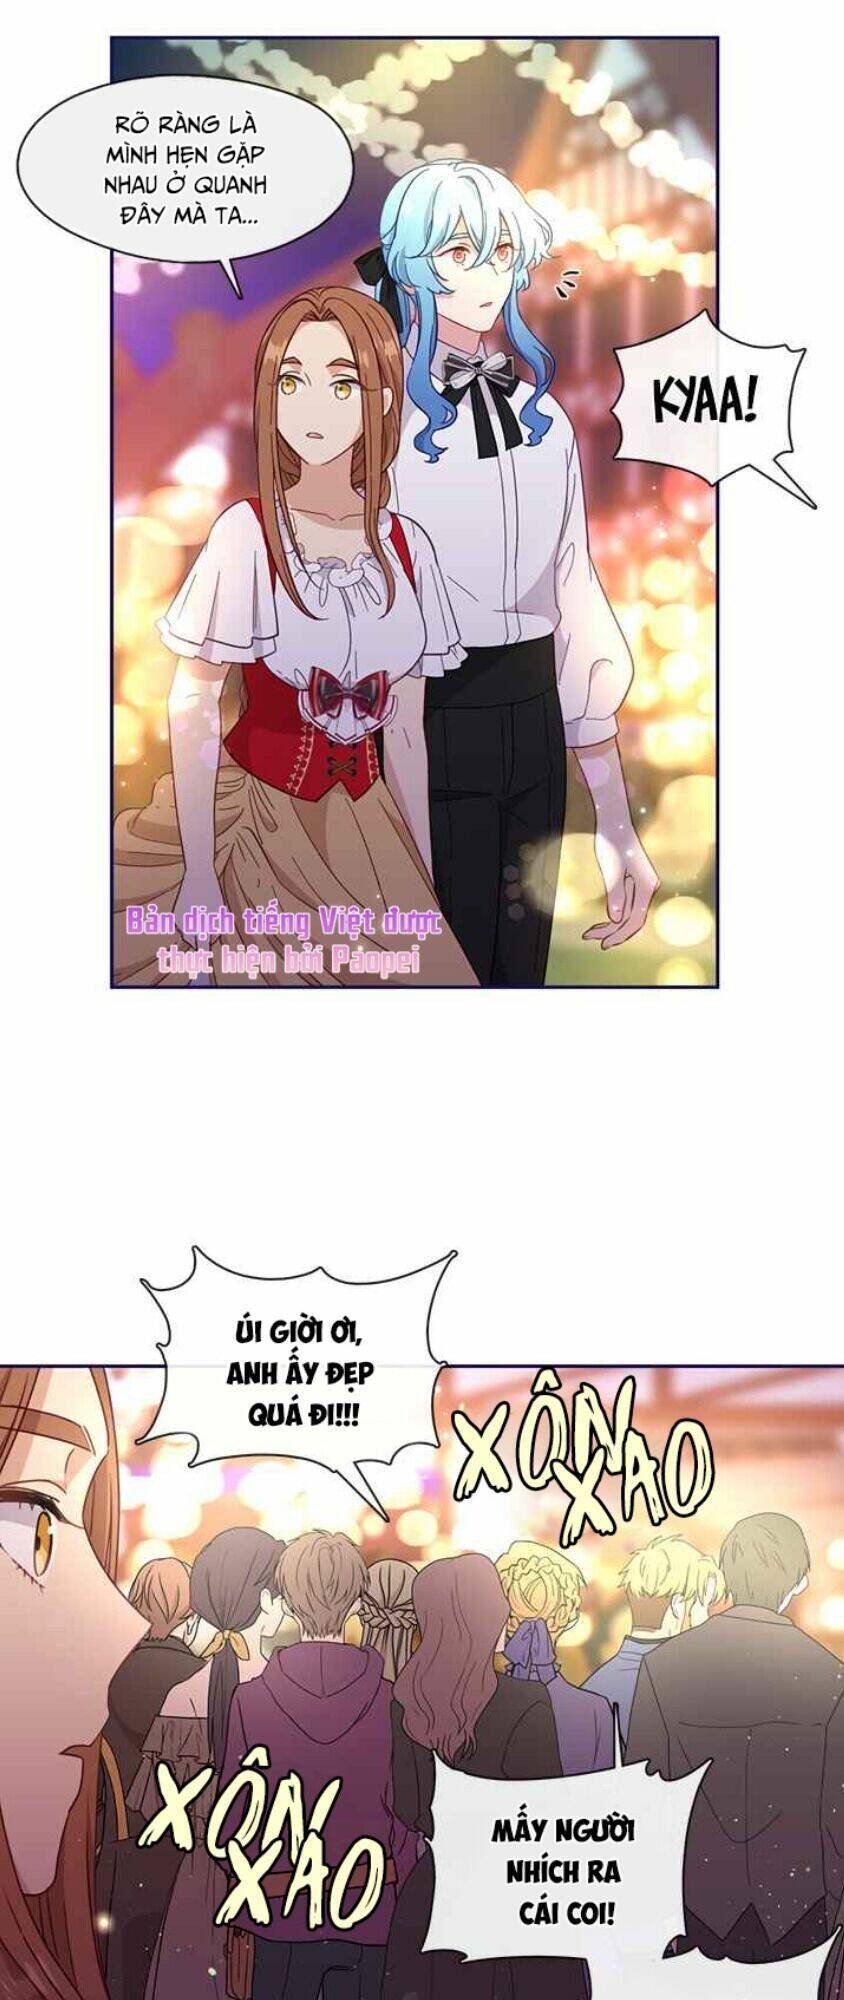 RÕ RÀNG LÀ
MÌNH HẸN GẶP
NHAU Ở QUANH
ĐÂY MÀ TA...
KYAA!
Bản dịch tiếng Việt được
thực hiện bởi Paopei
ÚI GIỜI ƠI,
ANH ẤY ĐẸP
QUÁ ĐI!!!
XÔN
XAO
XÔN
XAO
MẤY NGƯỜI
NHÍCH RA
CÁI COI!